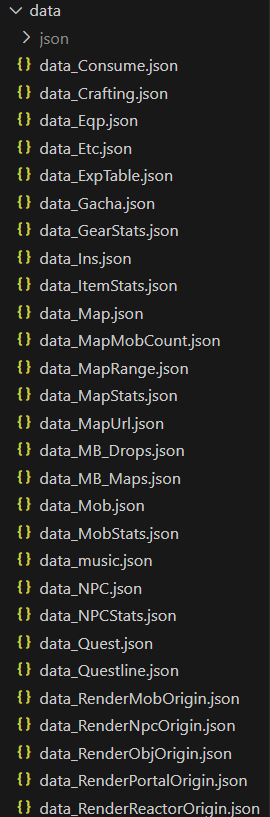 data
json
data_Consume.json
data_Crafting.json
data_Eqp.json
data_Etc.json
data_ExpTable.json
data_Gacha.json
data_GearStats.json
data_Ins.json
data_ItemStats.json
data_Map.json
data_MapMobCount.json
data_MapRange.json
data_MapStats.json
data_MapUrl.json
data_MB_Drops.json
data_MB_Maps.json
data_Mob.json
data_MobStats.json
data_music.json
data_NPC.json
data_NPCStats.json
data_Quest.json
data_Questline.json
data_RenderMobOrigin.json
data_RenderNpcOrigin.json
data_RenderObjOrigin.json
data_RenderPortalOrigin.json
data_RenderReactorOrigin.json